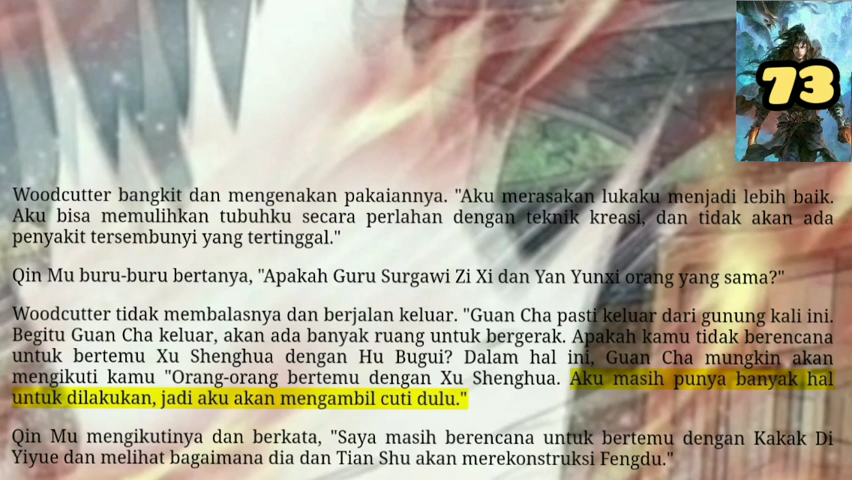 73
Woodcutter bangkit dan mengenakan pakaiannya. "Aku merasakan lukaku menjadi lebih baik.
Aku bisa memulihkan tubuhku secara perlahan dengan teknik kreasi, dan tidak akan ada
penyakit tersembunyi yang tertinggal."
Qin Mu buru-buru bertanya, "Apakah Guru Surgawi Zi Xi dan Yan Yunxi orang yang sama?"
Woodcutter tidak membalasnya dan berjalan keluar. "Guan Cha pasti keluar dari gunung kali ini.
Begitu Guan Cha keluar, akan ada banyak ruang untuk bergerak. Apakah kamu tidak berencana
untuk bertemu Xu Shenghua dengan Hu Bugui? Dalam hal ini, Guan Cha mungkin akan
mengikuti kamu "Orang-orang bertemu dengan Xu Shenghua. Aku masih punya banyak hal
untuk dilakukan, jadi aku akan mengambil cuti dulu."
Qin Mu mengikutinya dan berkata, "Saya masih berencana untuk bertemu dengan Kakak Di
Yiyue dan melihat bagaimana dia dan Tian Shu akan merekonstruksi Fengdu."